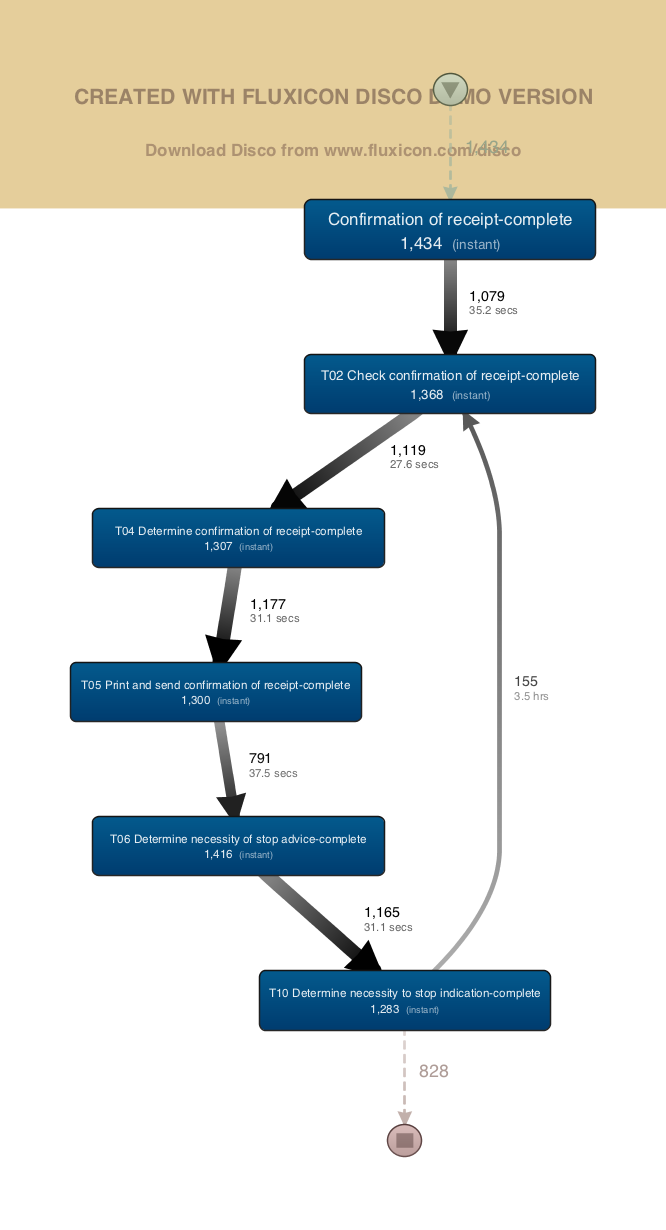 CREATED WITH FLUXICON DISCO DEMO VERSION
Download Disco from www.fluxicon.com/disco
1,434
Confirmation of receipt-complete
1,434 (instant)
1,079
35.2 secs
T02 Check confirmation of receipt-complete
1,368 (instant)
1,119
27.6 secs
T04 Determine confirmation of receipt-complete
1,307 (instant)
1,177
31.1 secs
T05 Print and send confirmation of receipt-complete
1,300 (instant)
155
3.5 hrs
791
37.5 secs
T06 Determine necessity of stop advice-complete
1,416 (instant)
1,165
31.1 secs
T10 Determine necessity to stop indication-complete
1,283 (instant)
828